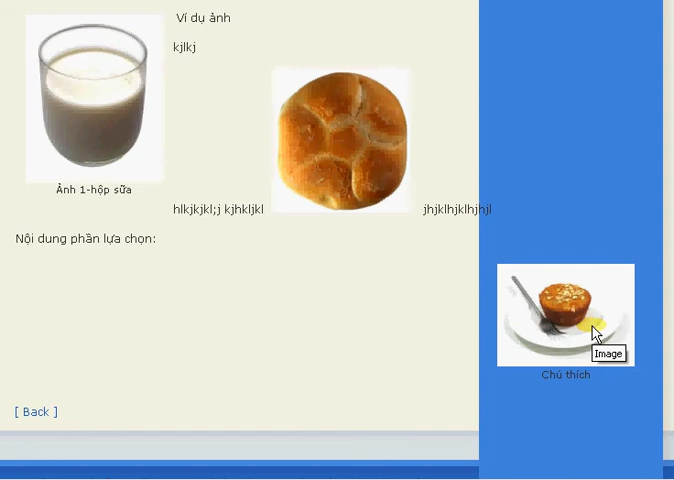 Ví dụ ảnh
kjlkj
Ảnh 1-hộp sữa
hlkjkjkl;j kjhkljkl jhjklhjklhjhjl
Nội dung phần lựa chọn:
Image
Chú thích
[ Back ]